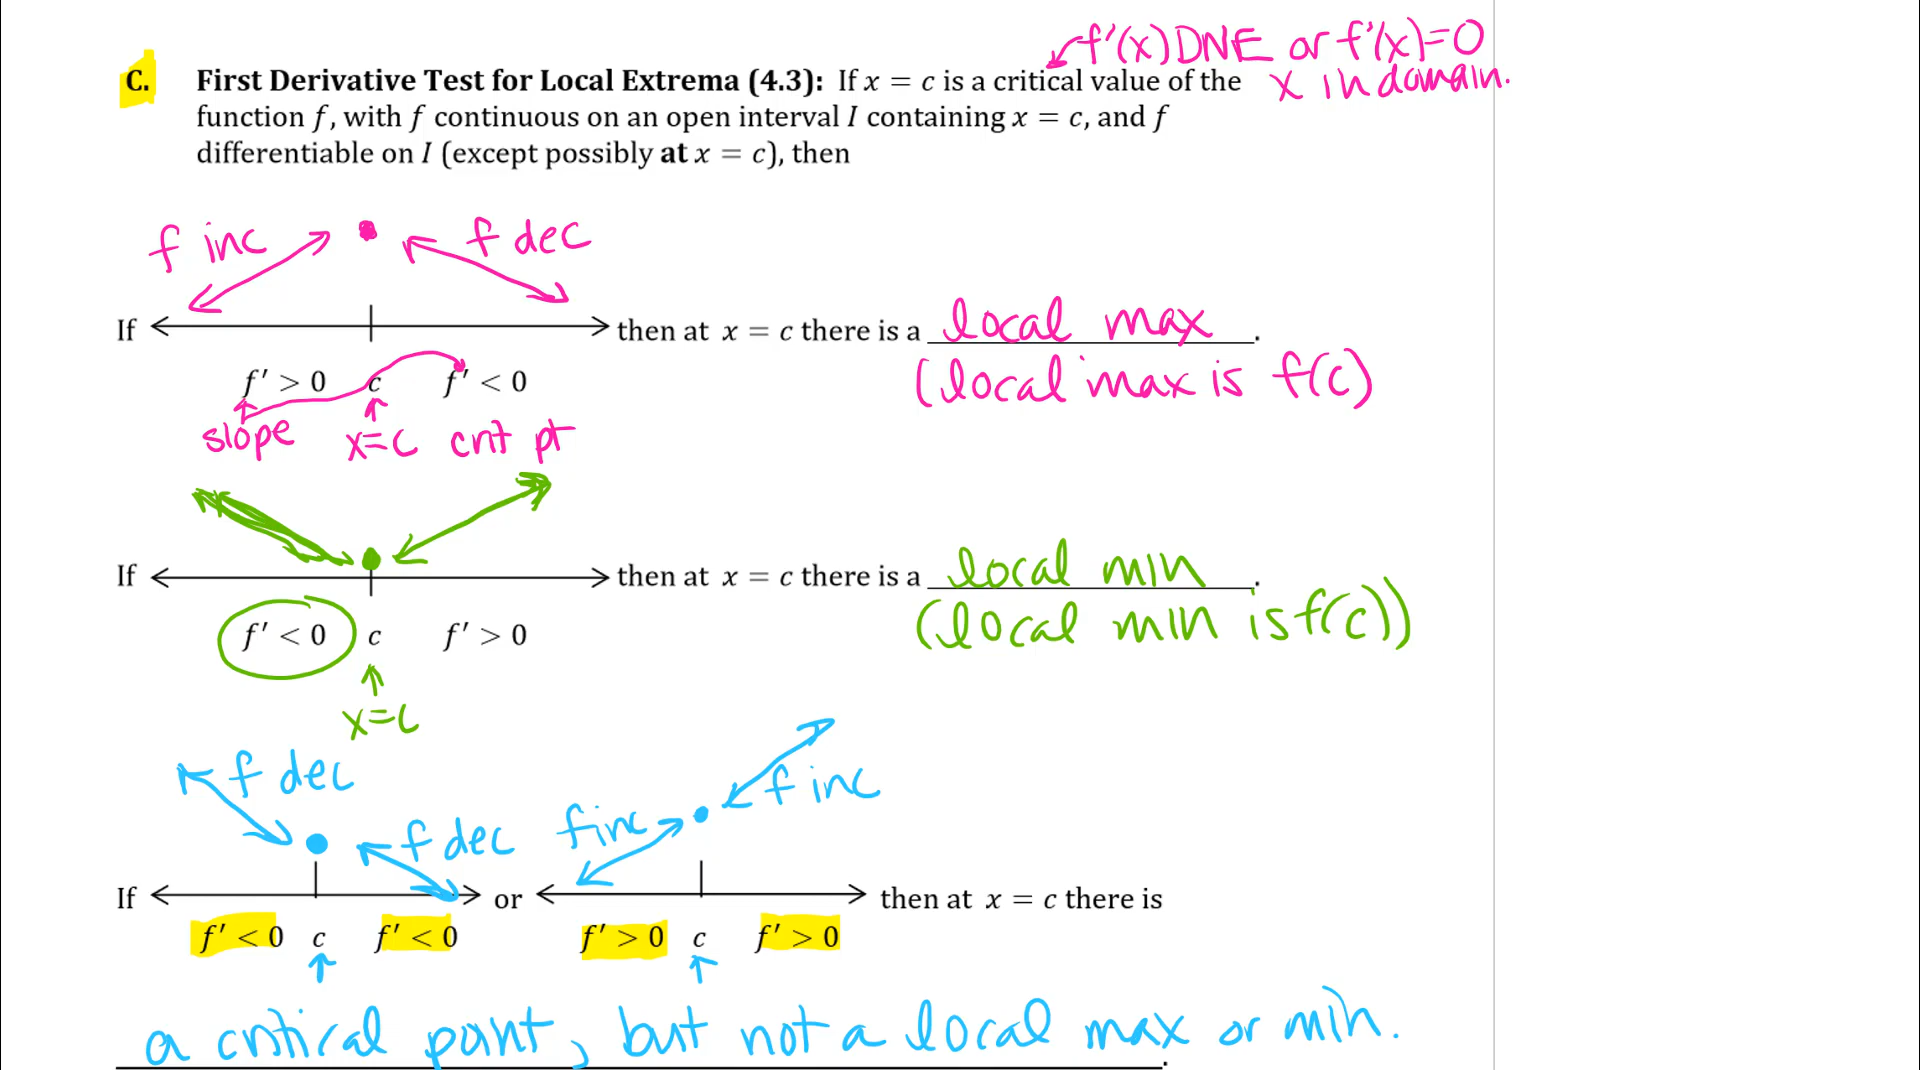 f'(x) DNE or f'(x)=0
C. First Derivative Test for Local Extrema (4.3): If x = c is a critical value of the
x in domain.
function f, with f continuous on an open interval I containing x = c, and f
differentiable on I (except possibly at x = c), then
f inc f dec
If then at x = c there is a local max.
f' > 0 c f' < 0 (local max is f(c)
slope x=c crit pt
If then at x = c there is a local min.
(local min is f(c))
f' < 0 c f' > 0
x=c
f dec f inc
f dec f inc
If or then at x = c there is
f' < 0 c f' < 0 f' > 0 c f' > 0
a critical point, but not a local max or min.